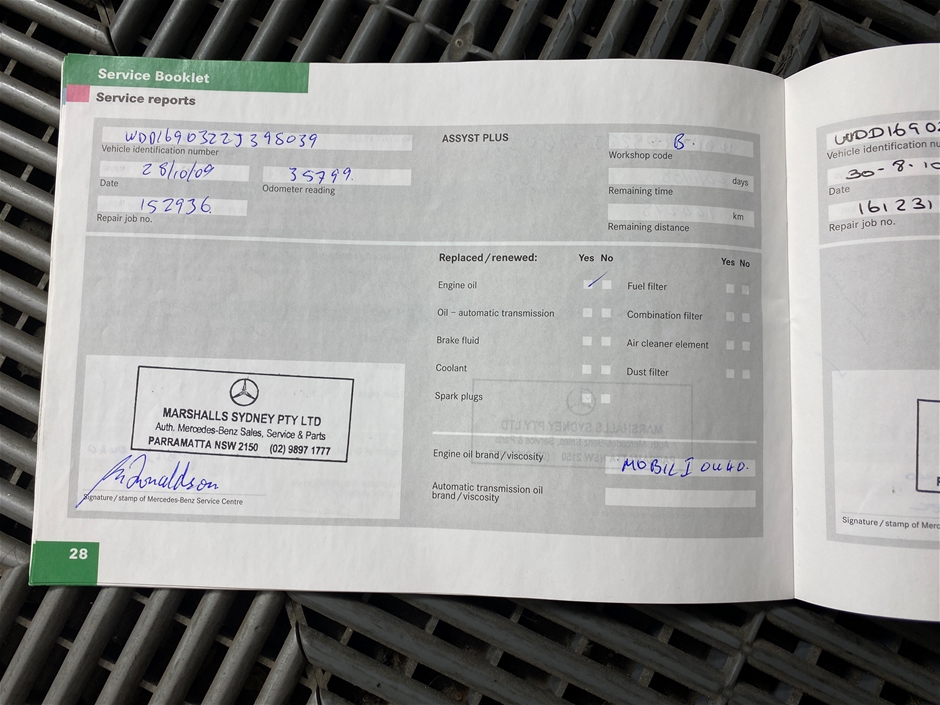 Service Booklet
Service reports
WDD1690322J395039
Vehicle identification number
28/10/09
Date
35799.
Odometer reading
152936.
Repair job no.
ASSYST PLUS
B.
Workshop code
days
Remaining time
km
Remaining distance
Replaced / renewed:
Yes No
Yes No
Engine oil
Fuel filter
Oil – automatic transmission
Combination filter
Brake fluid
Air cleaner element
Coolant
Dust filter
Spark plugs
MARSHALLS SYDNEY PTY LTD
Auth. Mercedes-Benz Sales, Service & Parts
PARRAMATTA NSW 2150 (02) 9897 1777
Donaldson
Signature / stamp of Mercedes-Benz Service Centre
Engine oil brand / viscosity
MOBIL 1 0W40.
Automatic transmission oil
brand / viscosity
28
WDD1690
Vehicle identification nu
30-8.10
Date
161231
Repair job no.
Signature / stamp of Merc